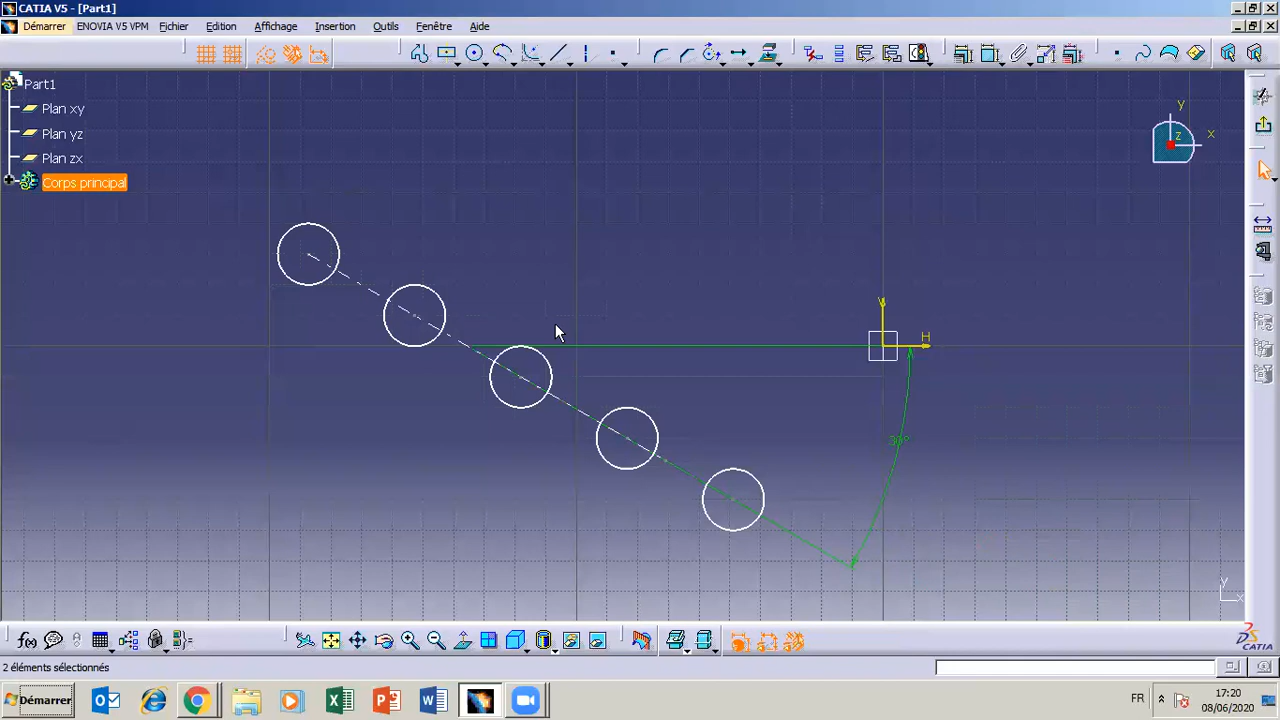 CATIA V5 - [Part1]
Démarrer ENOVIA V5 VPM Fichier Edition Affichage Insertion Outils Fenêtre Aide
Part1
Plan xy
Plan yz
Plan zx
Corps principal
y
x
z
V
H
30°
y
x
f(x)
CATIA
2 éléments sélectionnés
Démarrer
FR
17:20
08/06/2020